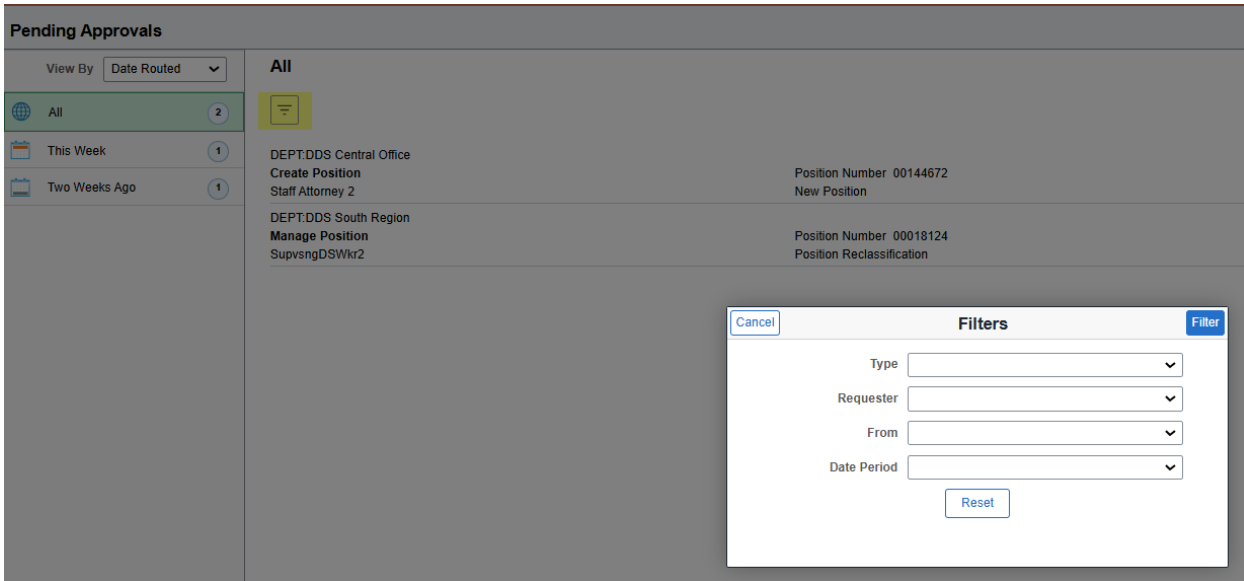 Pending Approvals
View By Date Routed
All 2
This Week 1
Two Weeks Ago 1
All
DEPT:DDS Central Office
Create Position Position Number 00144672
Staff Attorney 2 New Position
DEPT:DDS South Region
Manage Position Position Number 00018124
SupvsngDSWkr2 Position Reclassification
Cancel Filters Filter
Type
Requester
From
Date Period
Reset